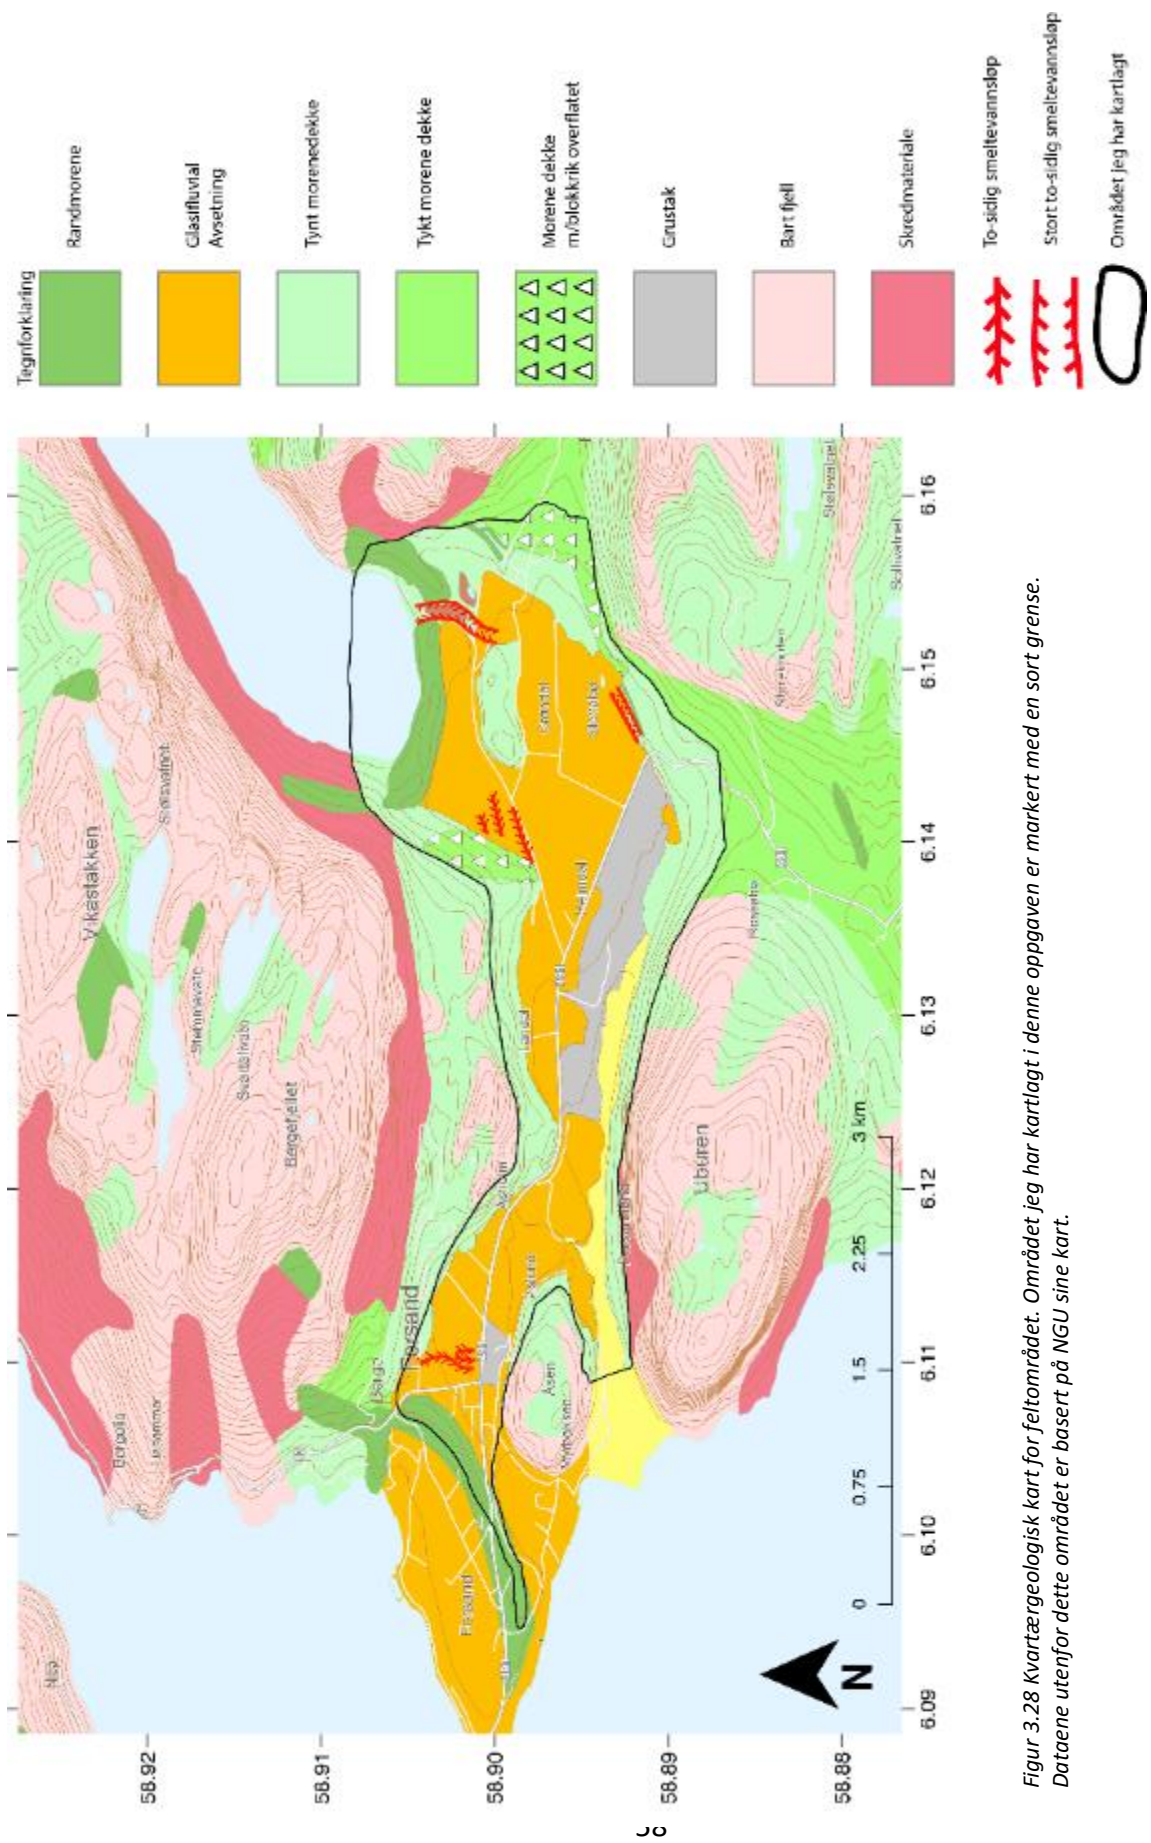 Tegnforklaring
Randmorene
Glasifluvial
Avsetning
Tynt morenedekke
Tykt morene dekke
Morene dekke
m/blokkrik overflatet
Grustak
Bart fjell
Skredmateriale
To-sidig smeltevannsløp
Stort to-sidig smeltevannsløp
Området jeg har kartlagt
58.92
58.91
58.90
58.89
58.88
6.09
6.10
6.11
6.12
6.13
6.14
6.15
6.16
Vikastakken
Stemmevatn
Bergefjellet
Berge
Forsand
Forsand
Åsen
Uburen
Stølsvatnet
N
0
0.75
1.5
2.25
3 km
Figur 3.28 Kvartærgeologisk kart for feltområdet. Området jeg har kartlagt i denne oppgaven er markert med en sort grense.
Dataene utenfor dette området er basert på NGU sine kart.